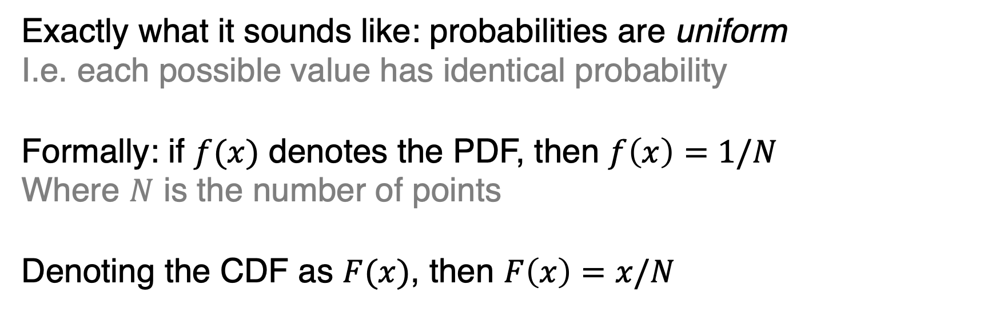 Exactly what it sounds like: probabilities are uniform
I.e. each possible value has identical probability
Formally: if f(x) denotes the PDF, then f(x) = 1/N
Where N is the number of points
Denoting the CDF as F(x), then F(x) = x/N